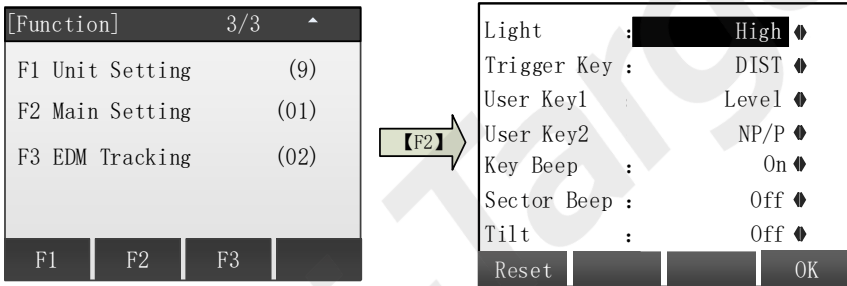 [Function] 3/3
F1 Unit Setting (9)
F2 Main Setting (01)
F3 EDM Tracking (02)
F1 F2 F3
【F2】
Light : High
Trigger Key : DIST
User Key1 : Level
User Key2 NP/P
Key Beep : On
Sector Beep : Off
Tilt : Off
Reset OK